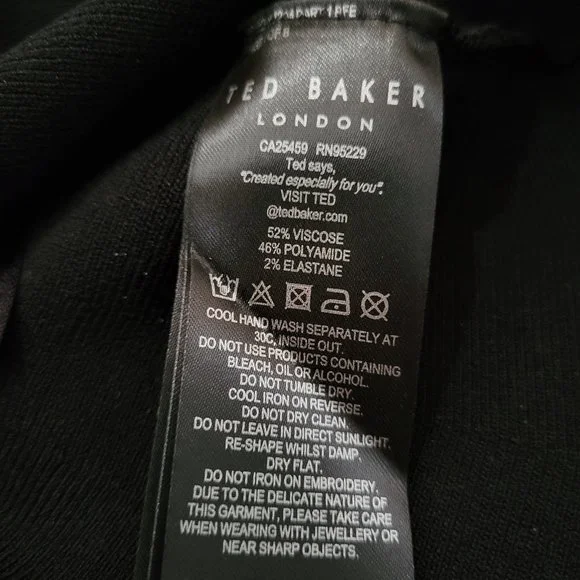 TED BAKER
LONDON
CA25459 RN95229
Ted says,
"Created especially for you".
VISIT TED
@tedbaker.com
52% VISCOSE
46% POLYAMIDE
2% ELASTANE
COOL HAND WASH SEPARATELY AT
30C, INSIDE OUT.
DO NOT USE PRODUCTS CONTAINING
BLEACH, OIL OR ALCOHOL.
DO NOT TUMBLE DRY.
COOL IRON ON REVERSE.
DO NOT DRY CLEAN.
DO NOT LEAVE IN DIRECT SUNLIGHT.
RE-SHAPE WHILST DAMP,
DRY FLAT.
DO NOT IRON ON EMBROIDERY.
DUE TO THE DELICATE NATURE OF
THIS GARMENT, PLEASE TAKE CARE
WHEN WEARING WITH JEWELLERY OR
NEAR SHARP OBJECTS.